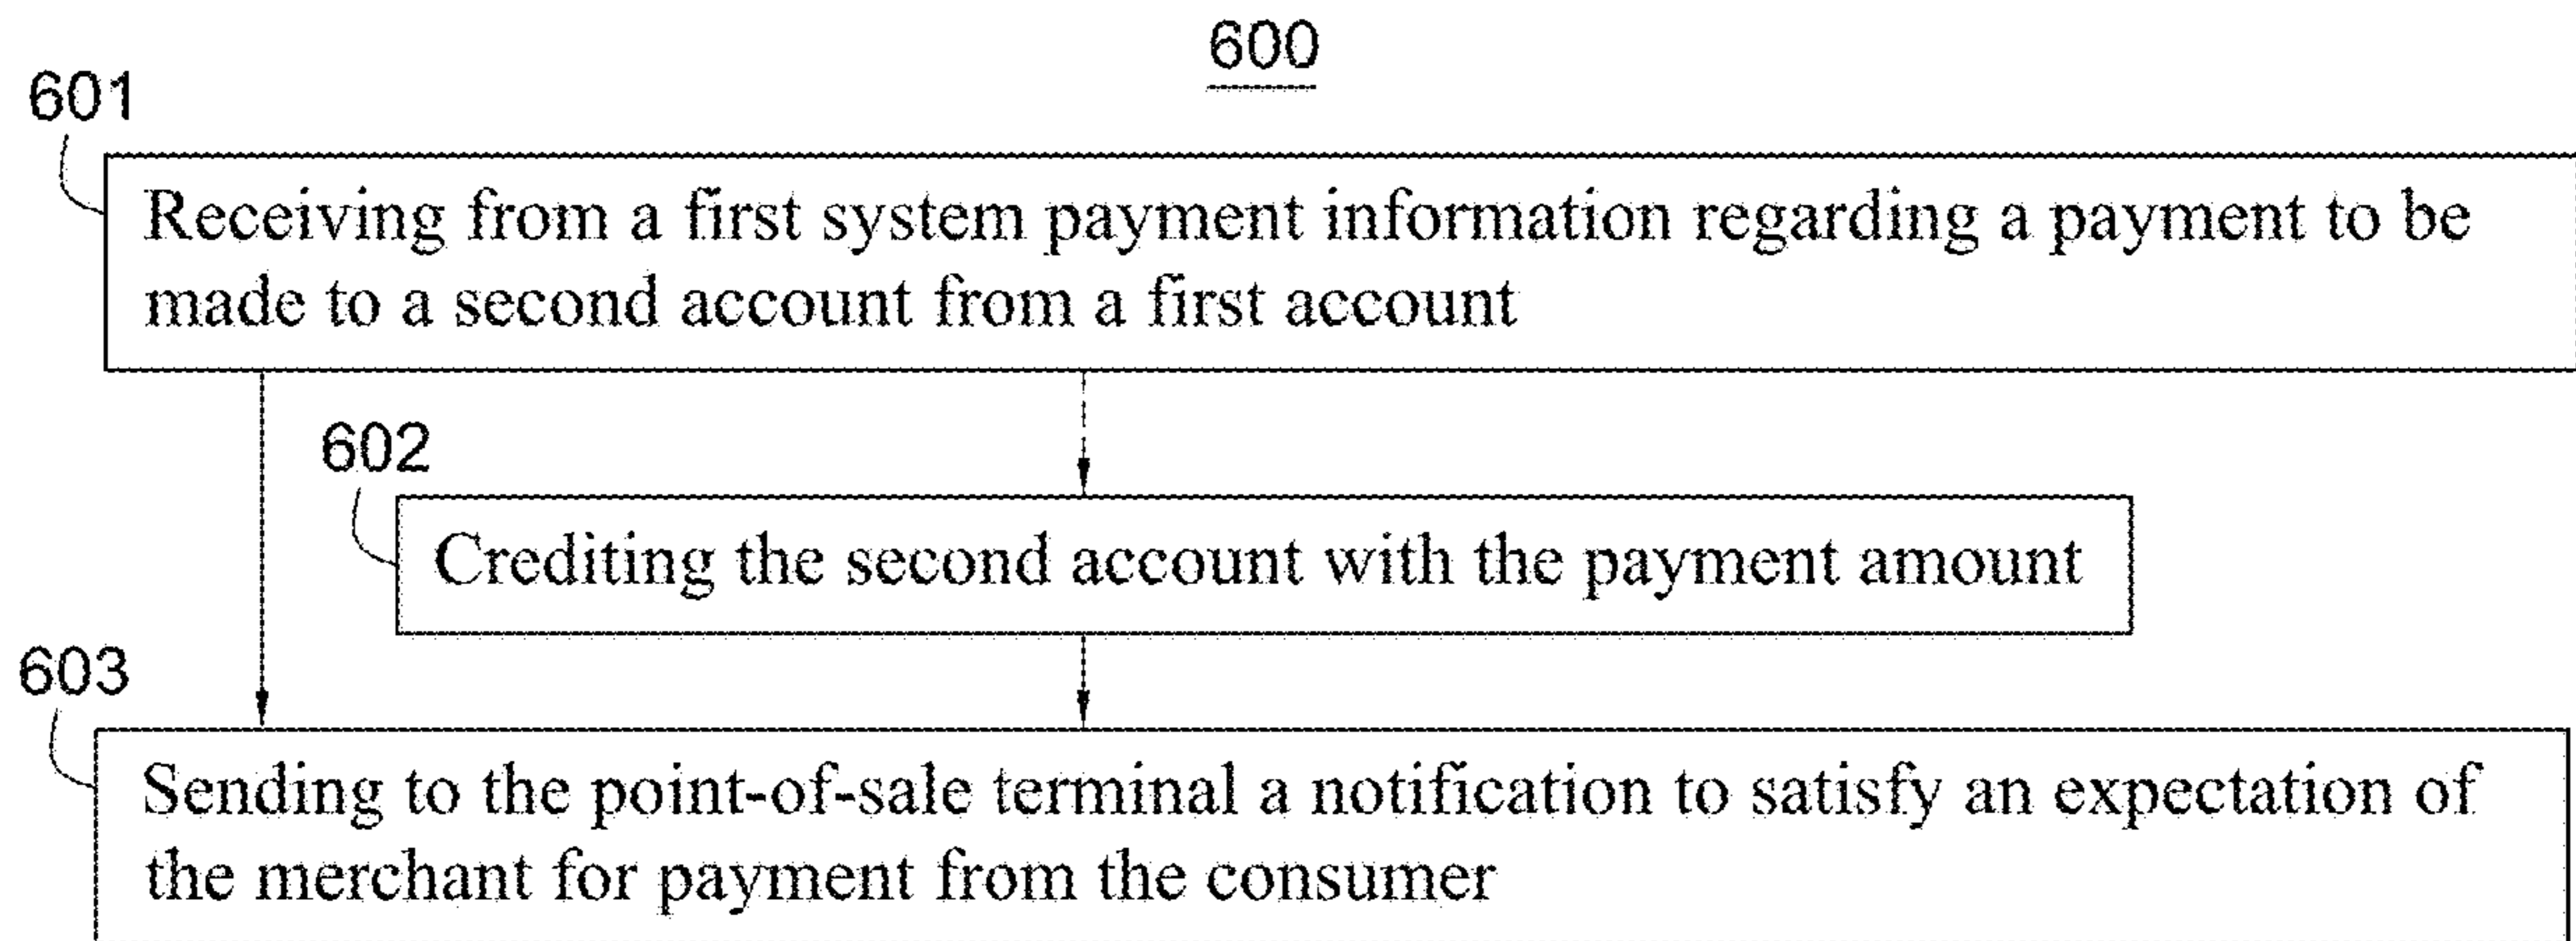 600
601
Receiving from a first system payment information regarding a payment to be
made to a second account from a first account
602
Crediting the second account with the payment amount
603
Sending to the point-of-sale terminal a notification to satisfy an expectation of
the merchant for payment from the consumer